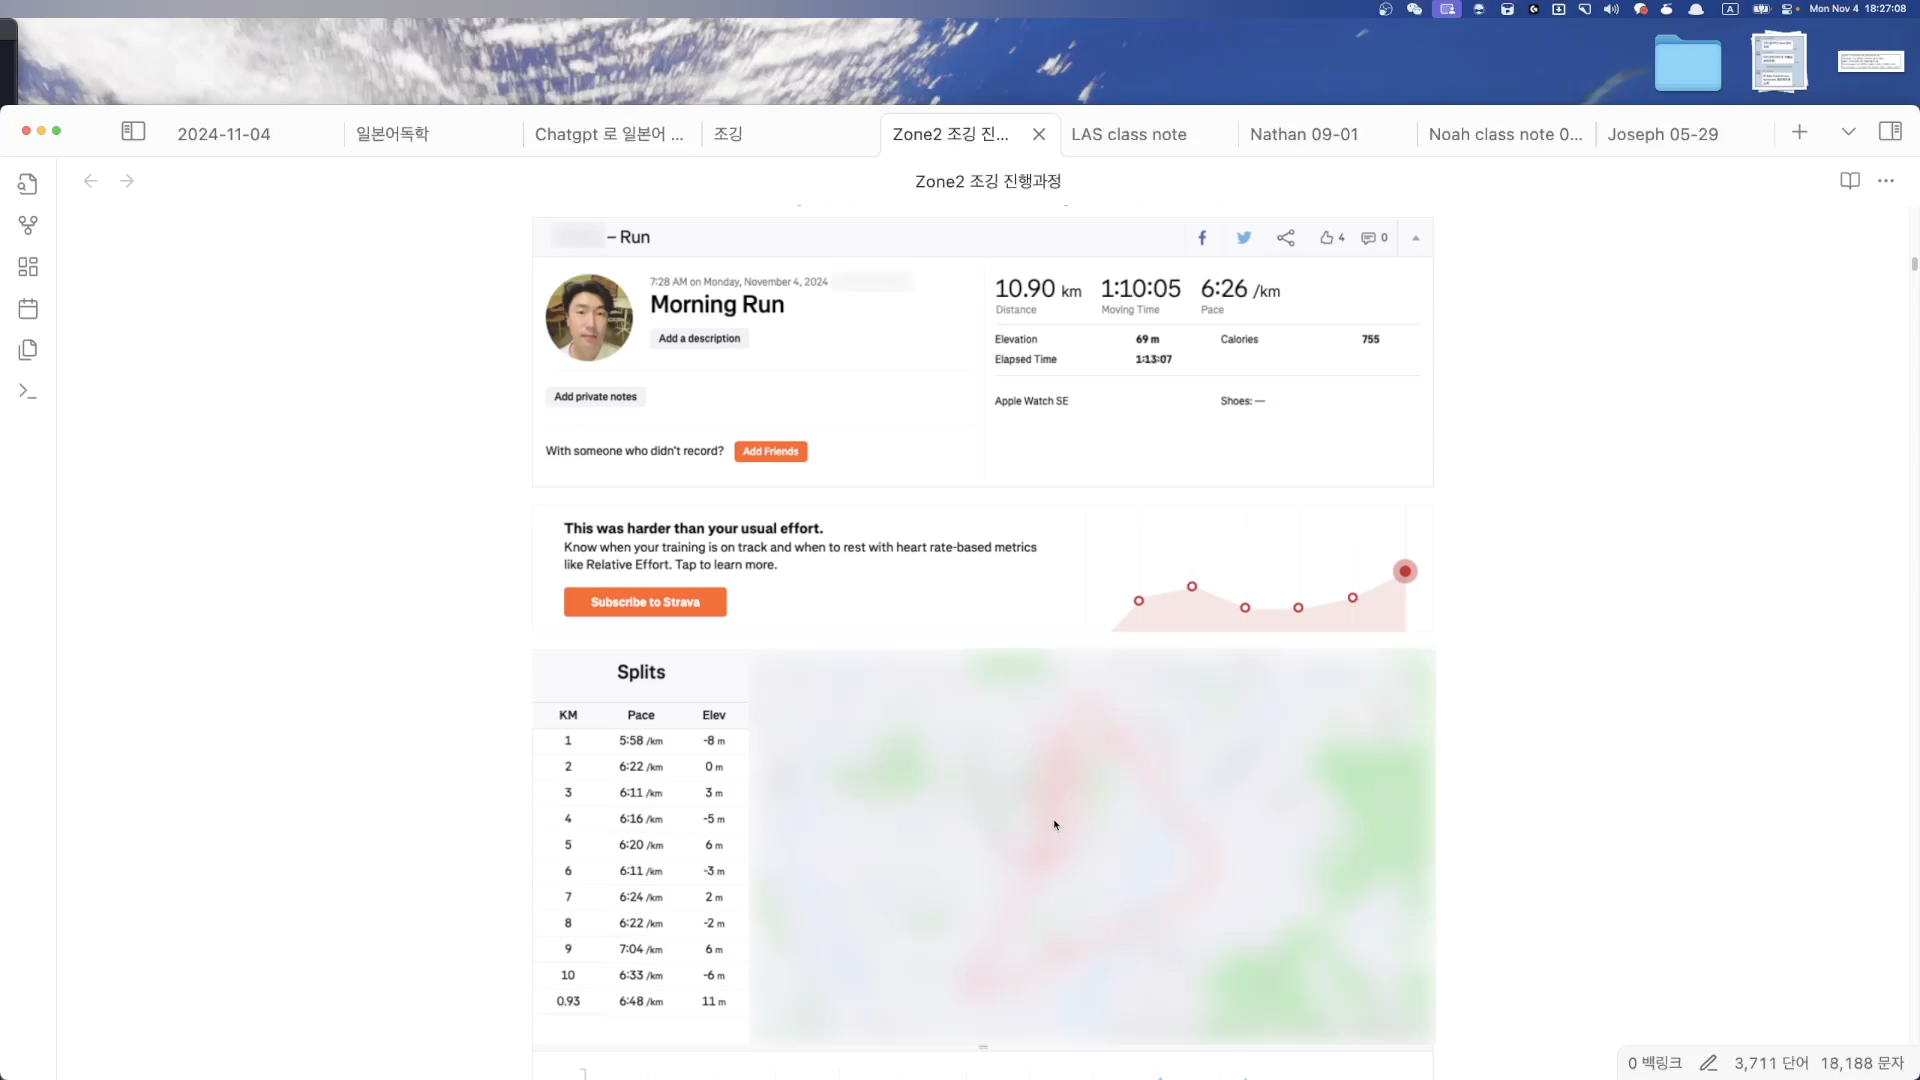 Mon Nov 4 18:27:08
2024-11-04
일본어독학
Chatgpt 로 일본어 ...
조깅
Zone2 조깅 진...
LAS class note
Nathan 09-01
Noah class note 0...
Joseph 05-29
Zone2 조깅 진행과정
– Run
4
0
7:28 AM on Monday, November 4, 2024
Morning Run
Add a description
Add private notes
With someone who didn't record? Add Friends
10.90 km 1:10:05 6:26 /km
Distance Moving Time Pace
Elevation 69 m Calories 755
Elapsed Time 1:13:07
Apple Watch SE Shoes: —
This was harder than your usual effort.
Know when your training is on track and when to rest with heart rate-based metrics
like Relative Effort. Tap to learn more.
Subscribe to Strava
Splits
KM Pace Elev
1 5:58 /km -8 m
2 6:22 /km 0 m
3 6:11 /km 3 m
4 6:16 /km -5 m
5 6:20 /km 6 m
6 6:11 /km -3 m
7 6:24 /km 2 m
8 6:22 /km -2 m
9 7:04 /km 6 m
10 6:33 /km -6 m
0.93 6:48 /km 11 m
0 백링크 3,711 단어 18,188 문자